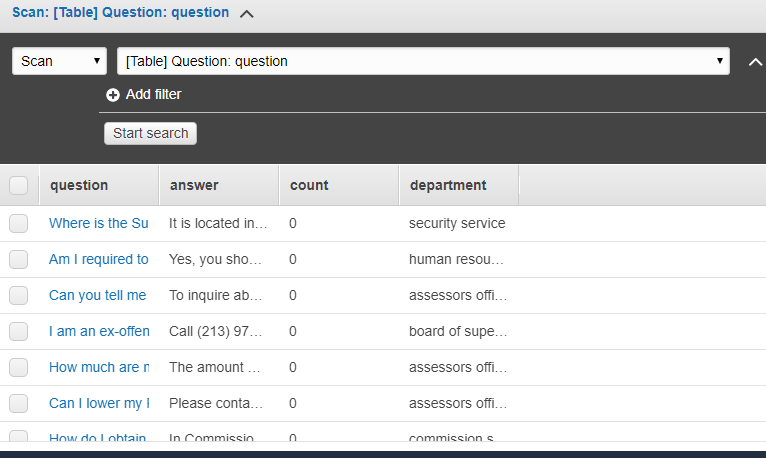 Scan: [Table] Question: question
Scan [Table] Question: question
Add filter
Start search
question answer count department
Where is the Su It is located in… 0 security service
Am I required to Yes, you sho… 0 human resou…
Can you tell me To inquire ab… 0 assessors offi…
I am an ex-offen Call (213) 97… 0 board of supe…
How much are m The amount … 0 assessors offi…
Can I lower my Please conta… 0 assessors offi…
How do I obtain In Commissio 0 commission s